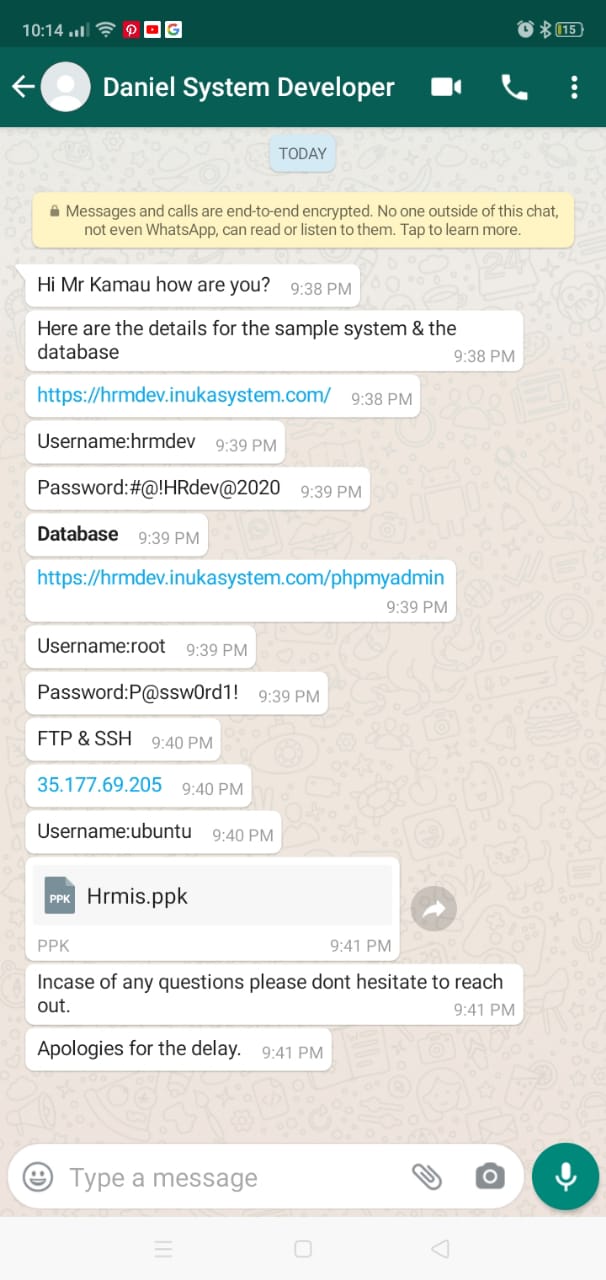 10:14
15
Daniel System Developer
TODAY
Messages and calls are end-to-end encrypted. No one outside of this chat,
not even WhatsApp, can read or listen to them. Tap to learn more.
Hi Mr Kamau how are you? 9:38 PM
Here are the details for the sample system & the
database 9:38 PM
https://hrmdev.inukasystem.com/ 9:38 PM
Username:hrmdev 9:39 PM
Password:#@!HRdev@2020 9:39 PM
Database 9:39 PM
https://hrmdev.inukasystem.com/phpmyadmin
9:39 PM
Username:root 9:39 PM
Password:P@ssw0rd1! 9:39 PM
FTP & SSH 9:40 PM
35.177.69.205 9:40 PM
Username:ubuntu 9:40 PM
PPK Hrmis.ppk
PPK 9:41 PM
Incase of any questions please dont hesitate to reach
out. 9:41 PM
Apologies for the delay. 9:41 PM
Type a message